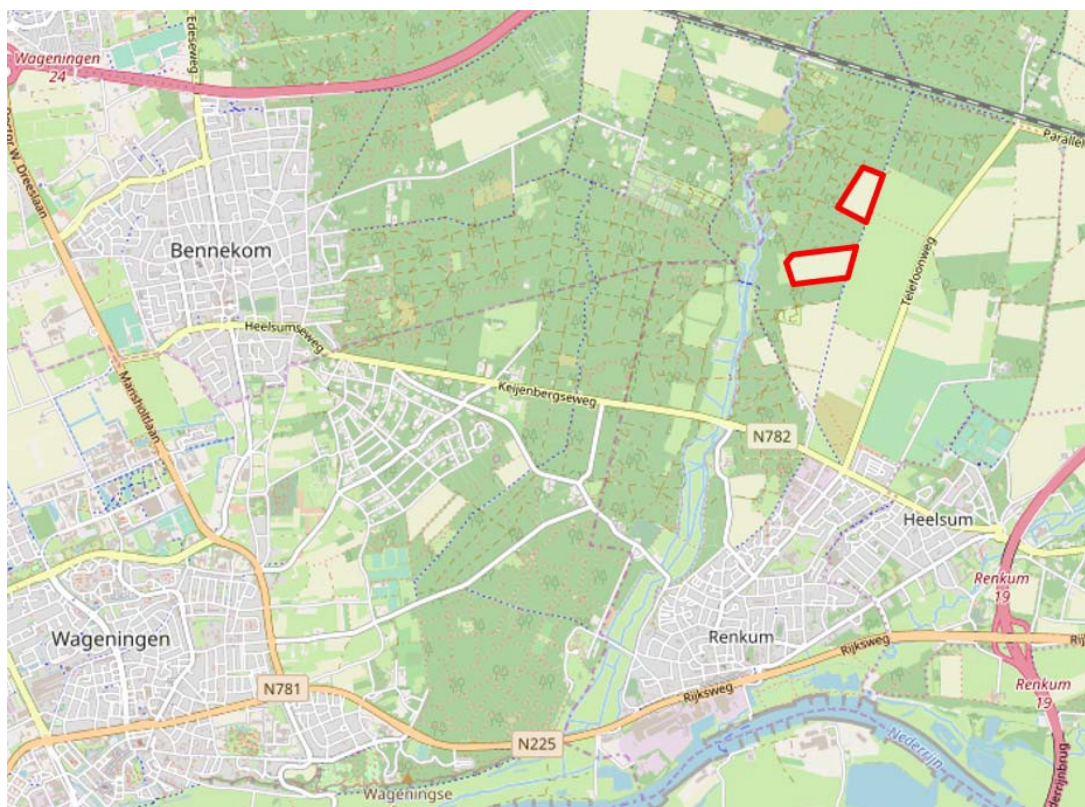 Edeseweg
Wageningen
24
Parallel
Bennekom
Telefoonweg
Heelsumseweg
Mansholtlaan
Keijenbergseweg
N782
Heelsum
Renkum
19
Wageningen
Renkum
Rijksweg
N781
Rijksweg
Renkum
19
N225
Nederrijn
Wageningse